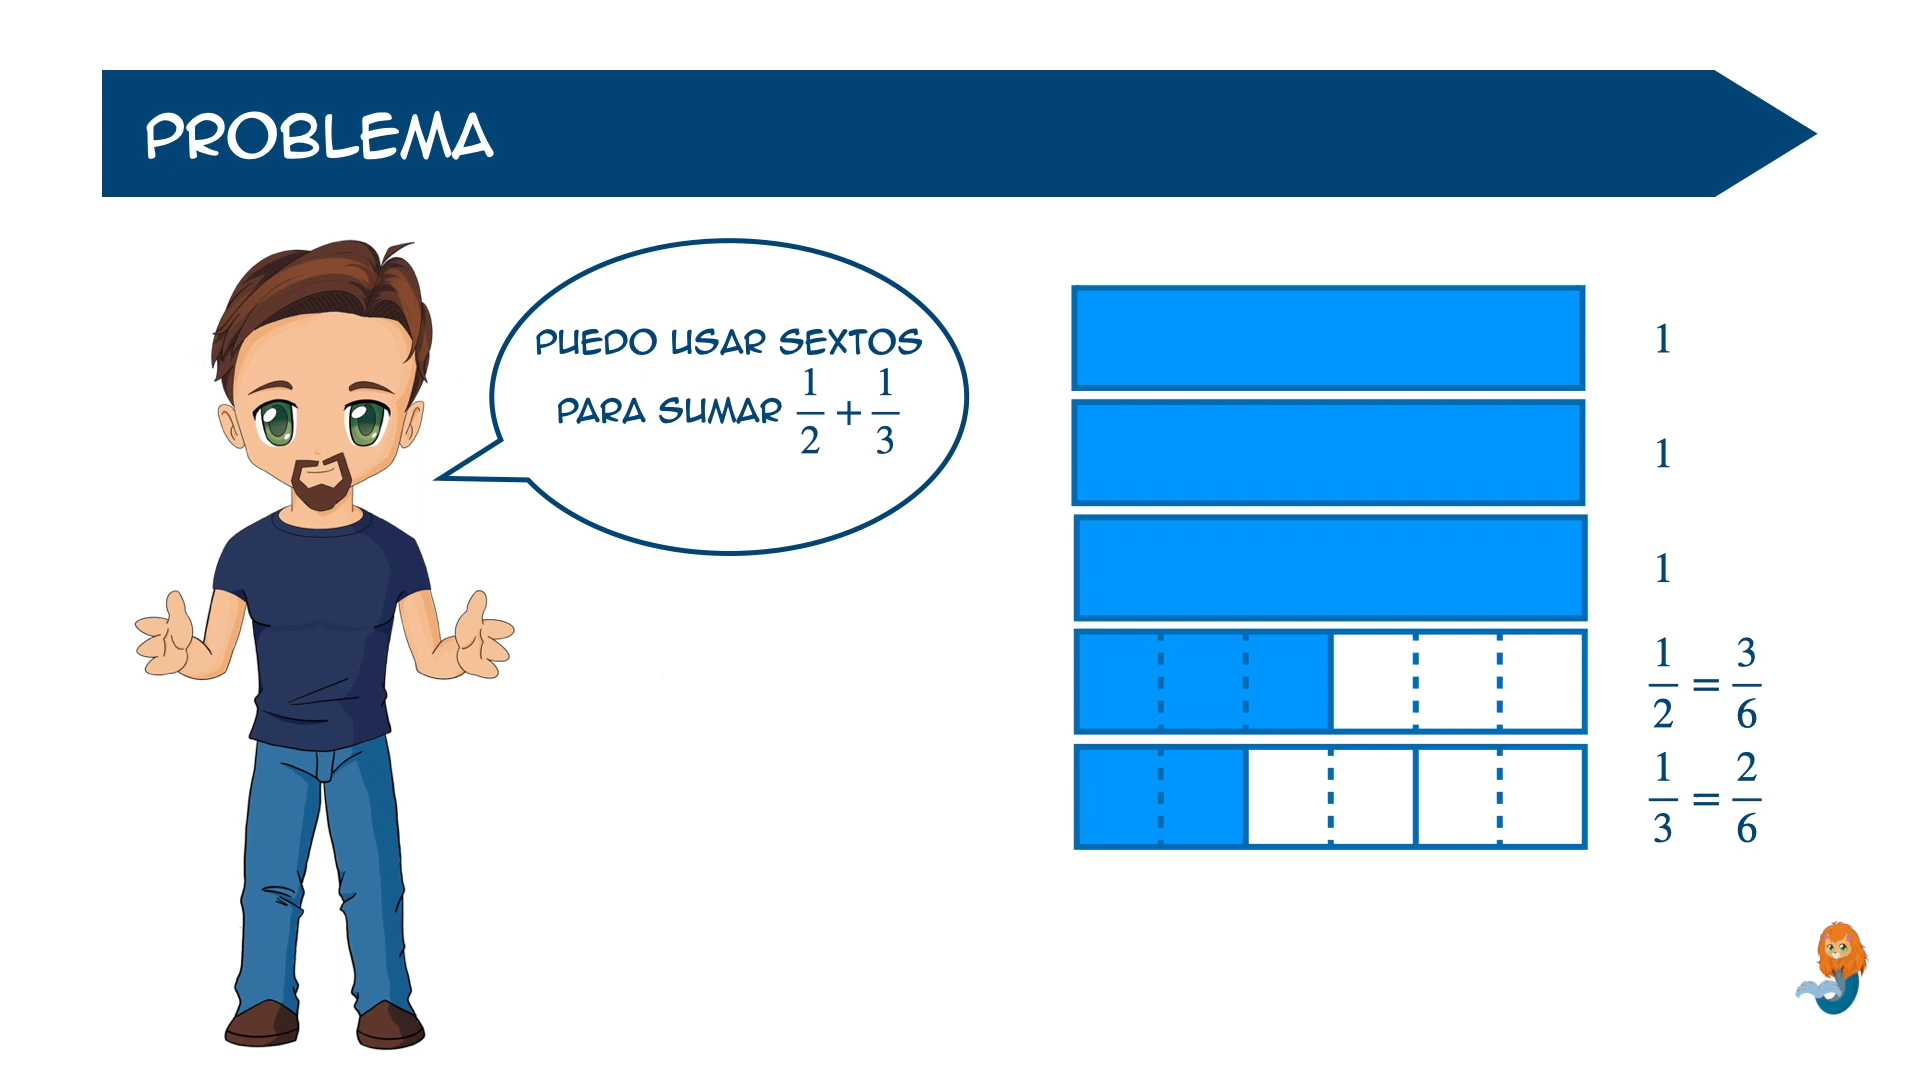 PROBLEMA
PUEDO USAR SEXTOS
PARA SUMAR 1/2 + 1/3
1
1
1
1/2 = 3/6
1/3 = 2/6